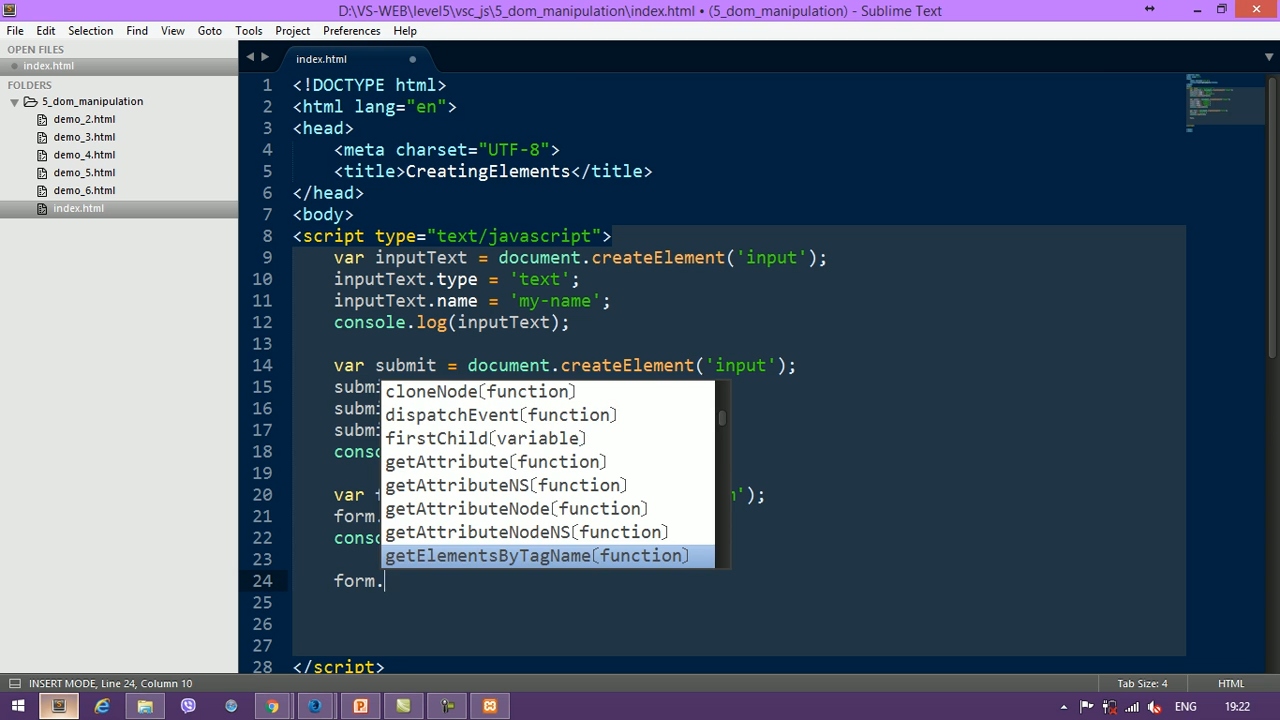 D:\VS-WEB\level5\vsc_js\5_dom_manipulation\index.html • (5_dom_manipulation) - Sublime Text
File Edit Selection Find View Goto Tools Project Preferences Help
OPEN FILES
index.html
FOLDERS
5_dom_manipulation
demo_2.html
demo_3.html
demo_4.html
demo_5.html
demo_6.html
index.html
index.html
1 <!DOCTYPE html>
2 <html lang="en">
3 <head>
4 <meta charset="UTF-8">
5 <title>CreatingElements</title>
6 </head>
7 <body>
8 <script type="text/javascript">
9 var inputText = document.createElement('input');
10 inputText.type = 'text';
11 inputText.name = 'my-name';
12 console.log(inputText);
13
14 var submit = document.createElement('input');
15 submi
16 submi
17 submi
18 conso
19
20 var f n');
21 form.
22 conso
23
24 form.
25
26
27
28 </script>
cloneNode(function)
dispatchEvent(function)
firstChild(variable)
getAttribute(function)
getAttributeNS(function)
getAttributeNode(function)
getAttributeNodeNS(function)
getElementsByTagName(function)
INSERT MODE, Line 24, Column 10 Tab Size: 4 HTML
ENG 19:22